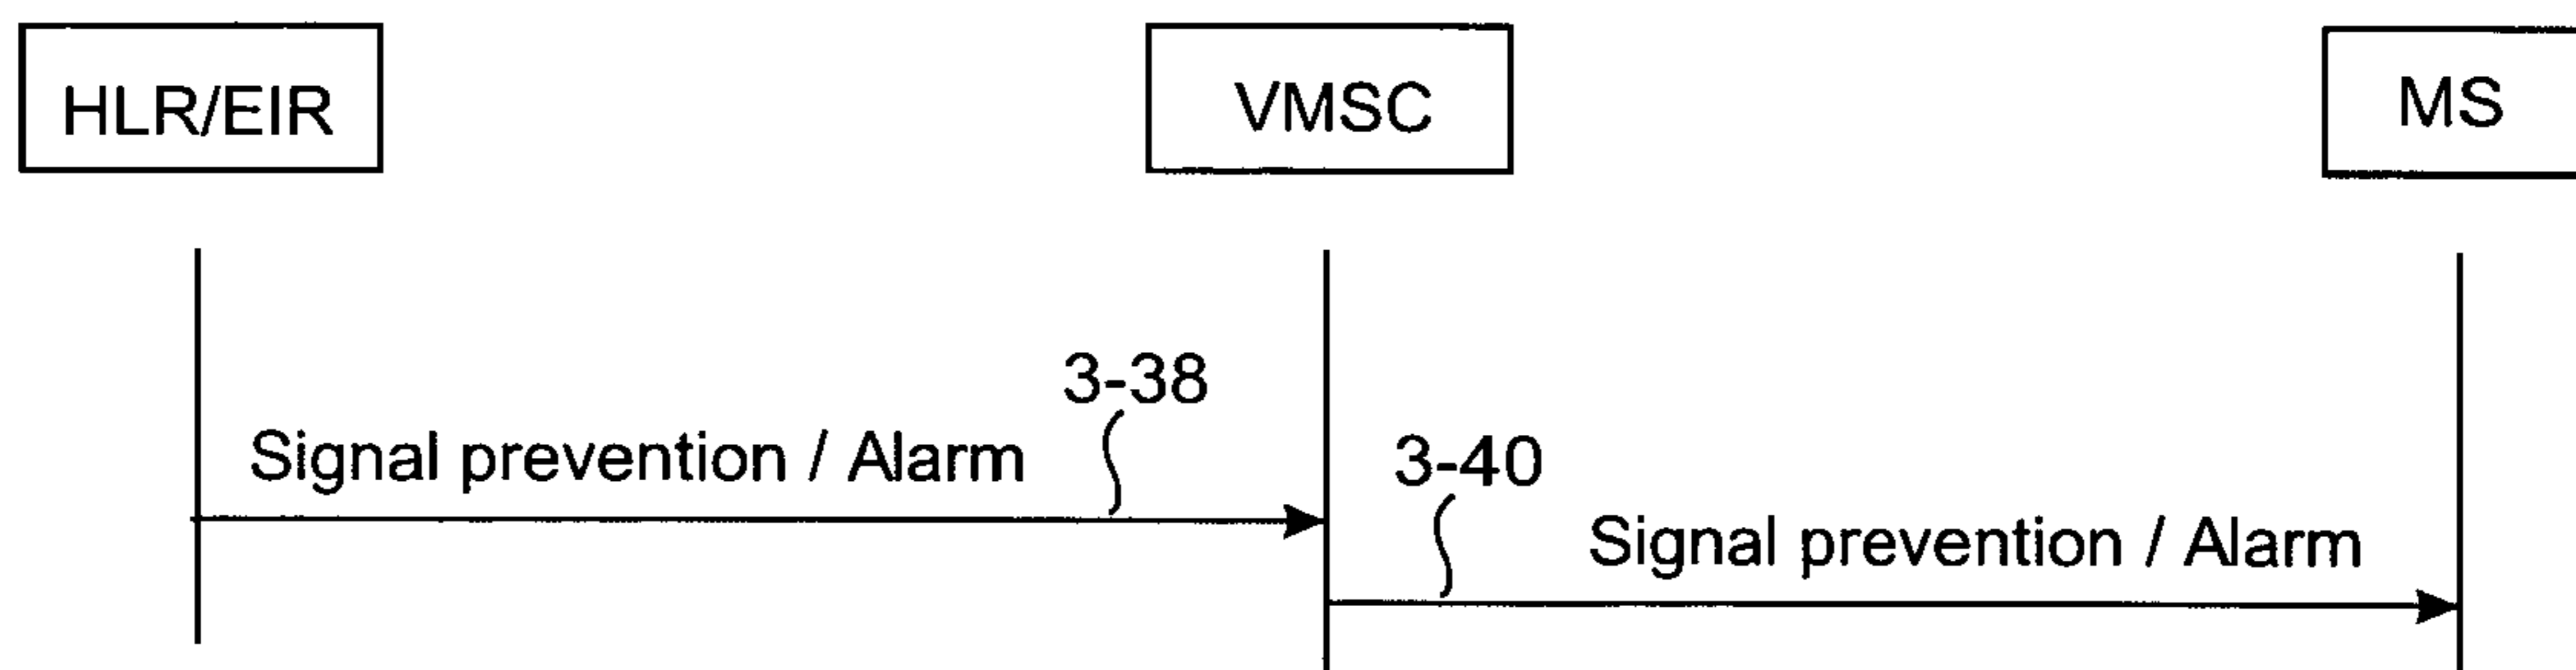 HLR/EIR
VMSC
MS
3-38
Signal prevention / Alarm
3-40
Signal prevention / Alarm